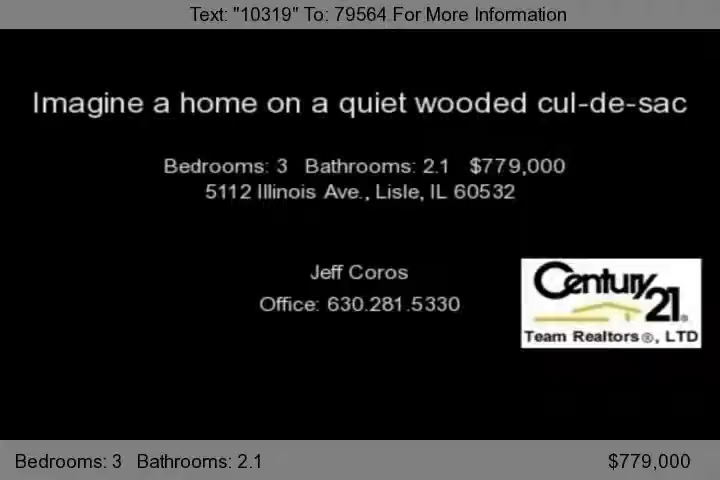 Text: "10319" To: 79564 For More Information
Imagine a home on a quiet wooded cul-de-sac
Bedrooms: 3 Bathrooms: 2.1 $779,000
5112 Illinois Ave., Lisle, IL 60532
Jeff Coros
Office: 630.281.5330
Century 21®
Team Realtors®, LTD
Bedrooms: 3 Bathrooms: 2.1 $779,000